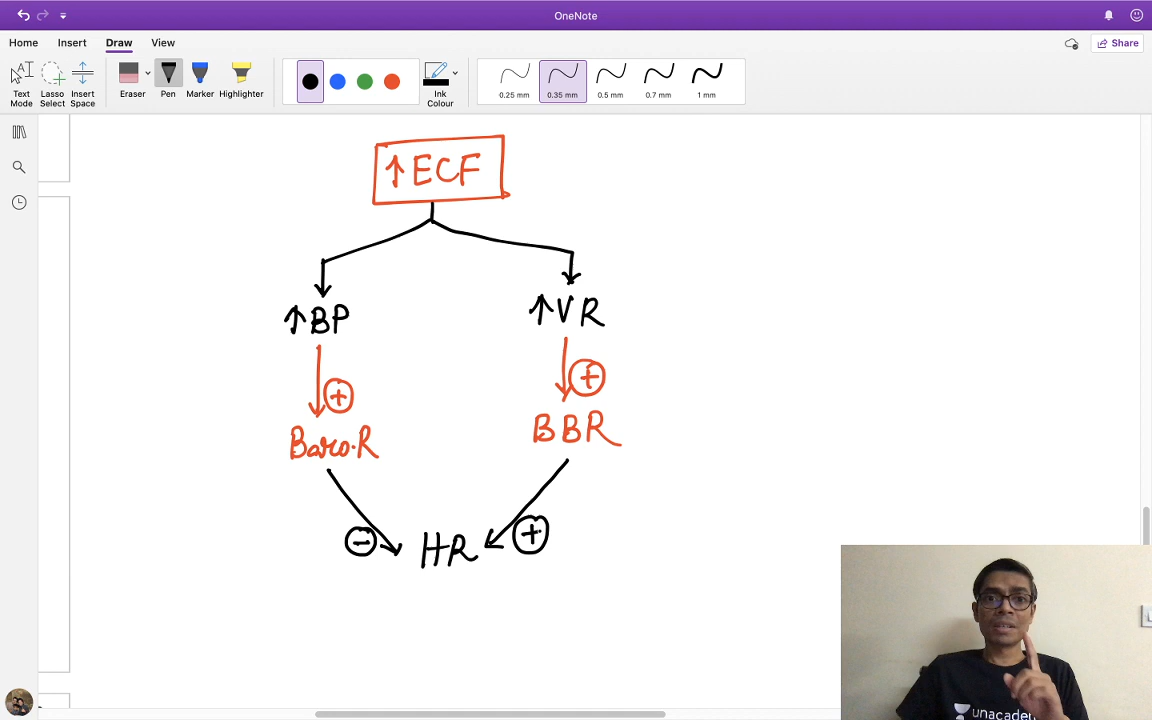 OneNote
Home Insert Draw View
Share
Text Mode
Lasso Select
Insert Space
Eraser
Pen
Marker
Highlighter
Ink Colour
0.25 mm
0.35 mm
0.5 mm
0.7 mm
1 mm
↑ECF
↑BP ↑VR
+ +
Baro.R BBR
- HR +
unacadem